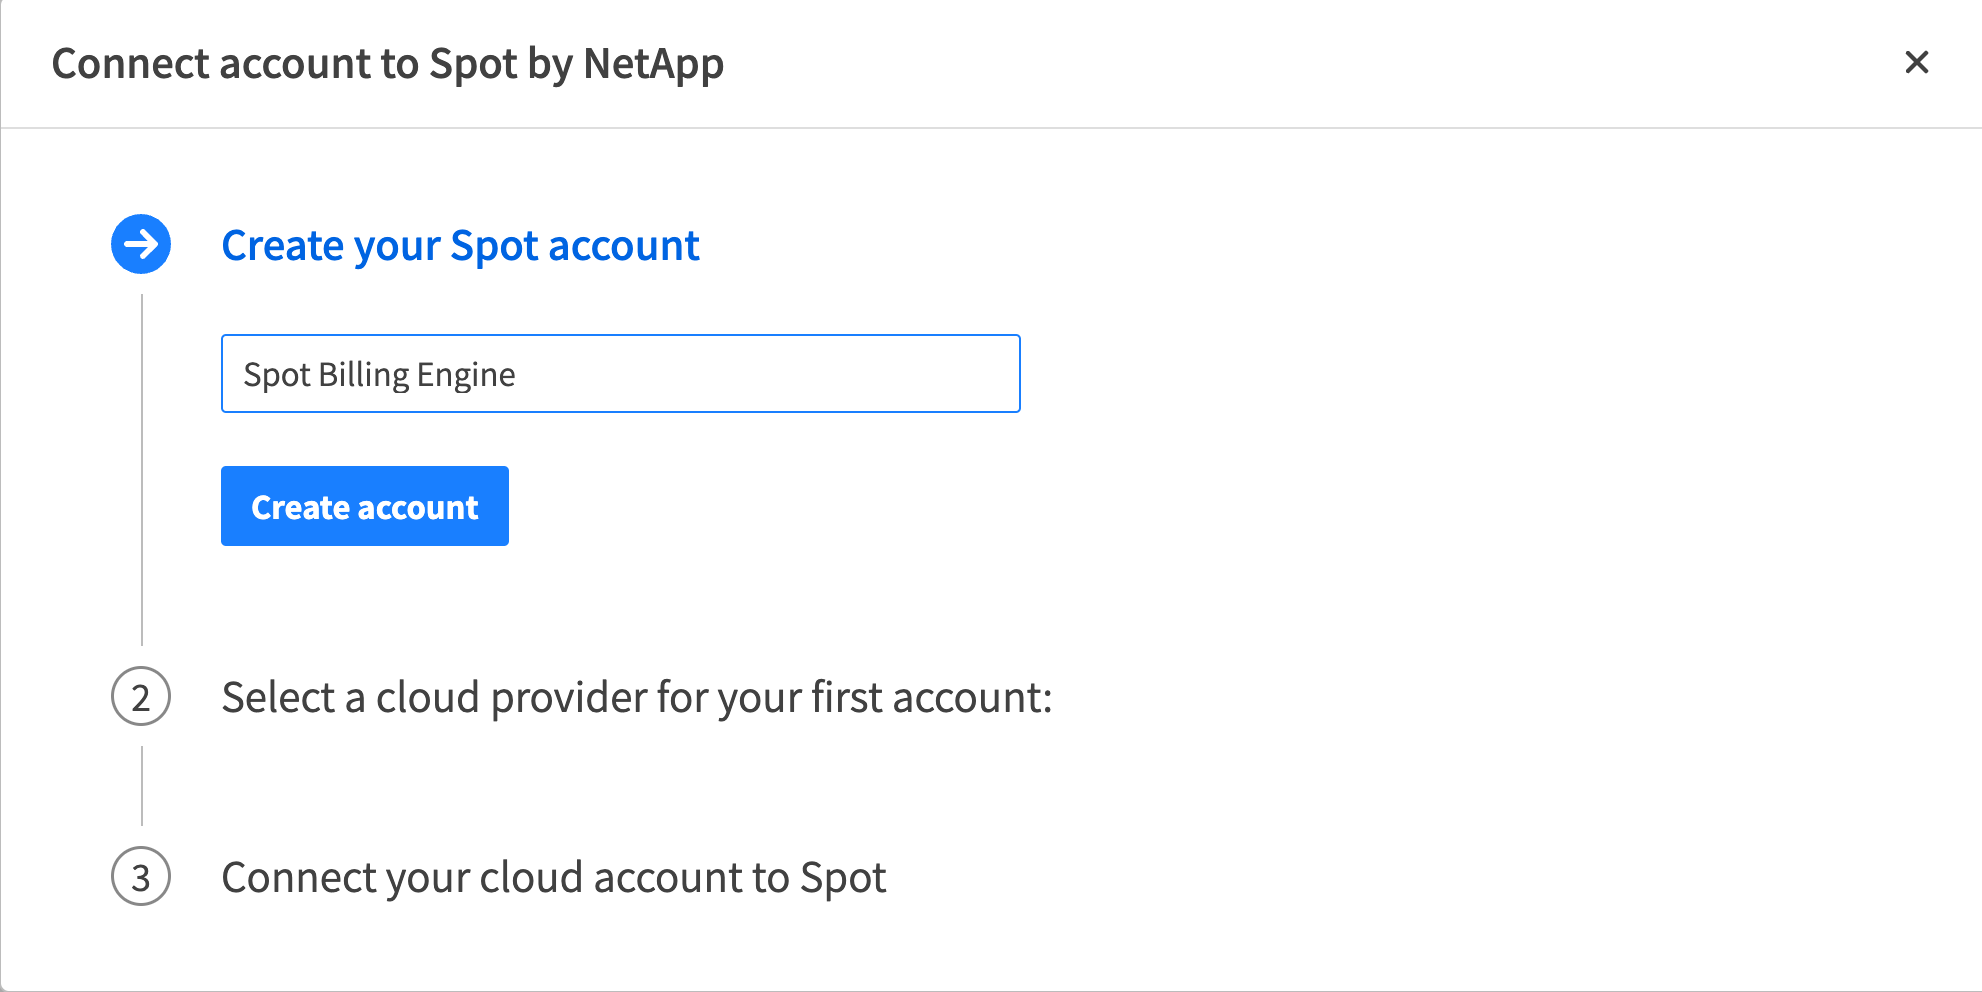 Connect account to Spot by NetApp
Create your Spot account
Spot Billing Engine
Create account
2 Select a cloud provider for your first account:
3 Connect your cloud account to Spot